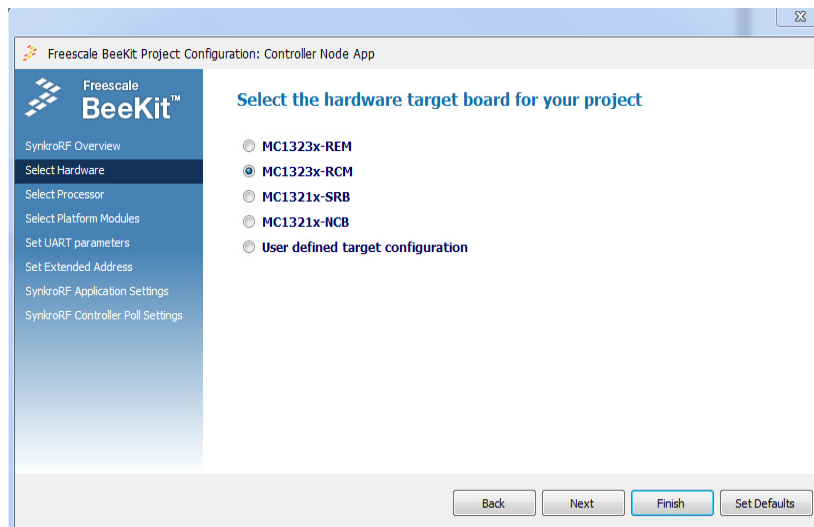 Freescale BeeKit Project Configuration: Controller Node App
Freescale
BeeKit™
SynkroRF Overview
Select Hardware
Select Processor
Select Platform Modules
Set UART parameters
Set Extended Address
SynkroRF Application Settings
SynkroRF Controller Poll Settings
Select the hardware target board for your project
MC1323x-REM
MC1323x-RCM
MC1321x-SRB
MC1321x-NCB
User defined target configuration
Back Next Finish Set Defaults